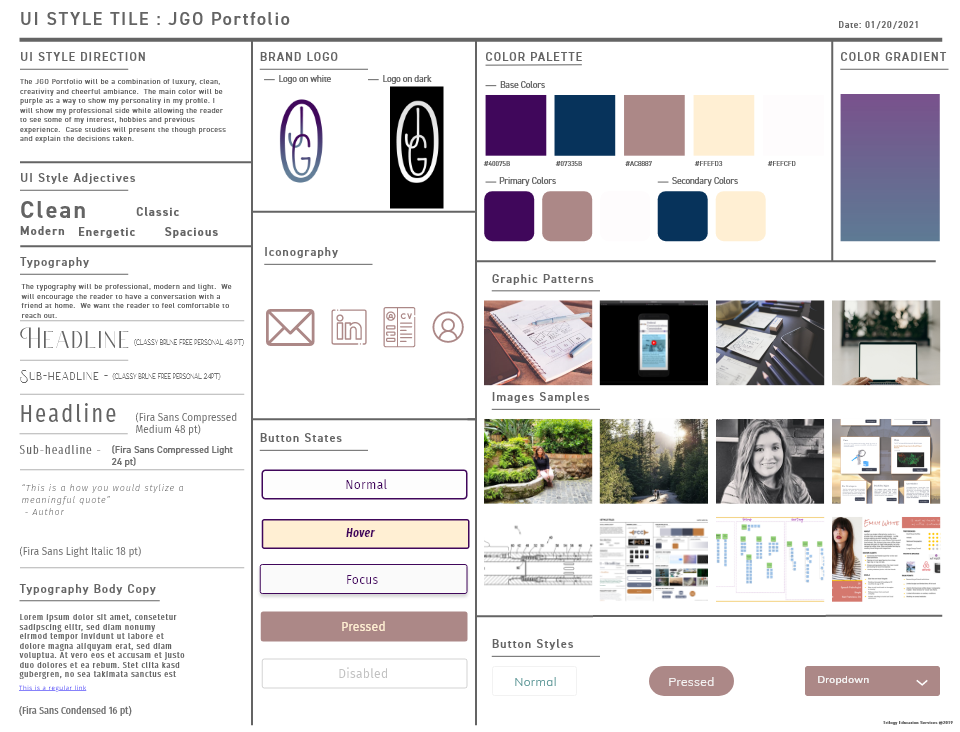 UI STYLE TILE : JGO Portfolio
Date: 01/20/2021
UI STYLE DIRECTION
The JGO Portfolio will be a combination of luxury, clean,
creativity and cheerful ambiance. The main color will be
purple as a way to show my personality in my profile. I
will show my professional side while allowing the reader
to see some of my interest, hobbies and previous
experience. Case studies will present the though process
and explain the decisions taken.
UI Style Adjectives
Clean
Classic
Modern Energetic Spacious
Typography
The typography will be professional, modern and light. We
will encourage the reader to have a conversation with a
friend at home. We want the reader to feel comfortable to
reach out.
HEADLINE (CLASSY BRLNE FREE PERSONAL 48 PT)
SUB-HEADLINE - (CLASSY BRLNE FREE PERSONAL 24PT)
Headline (Fira Sans Compressed
Medium 48 pt)
Sub-headline - (Fira Sans Compressed Light
24 pt)
“This is a how you would stylize a
meaningful quote”
- Author
(Fira Sans Light Italic 18 pt)
Typography Body Copy
Lorem ipsum dolor sit amet, consetetur
sadipscing elitr, sed diam nonumy
eirmod tempor invidunt ut labore et
dolore magna aliquyam erat, sed diam
voluptua. At vero eos et accusam et justo
duo dolores et ea rebum. Stet clita kasd
gubergren, no sea takimata sanctus est
This is a regular link
(Fira Sans Condensed 16 pt)
BRAND LOGO
Logo on white
Logo on dark
JGO
JGO
Iconography
in
CV
Button States
Normal
Hover
Focus
Pressed
Disabled
COLOR PALETTE
Base Colors
#40075B
#07335B
#AC8887
#FFEFD3
#FEFCFD
Primary Colors
Secondary Colors
COLOR GRADIENT
Graphic Patterns
Images Samples
EMILY WHITE
Button Styles
Normal
Pressed
Dropdown
Trilogy Education Services @2019